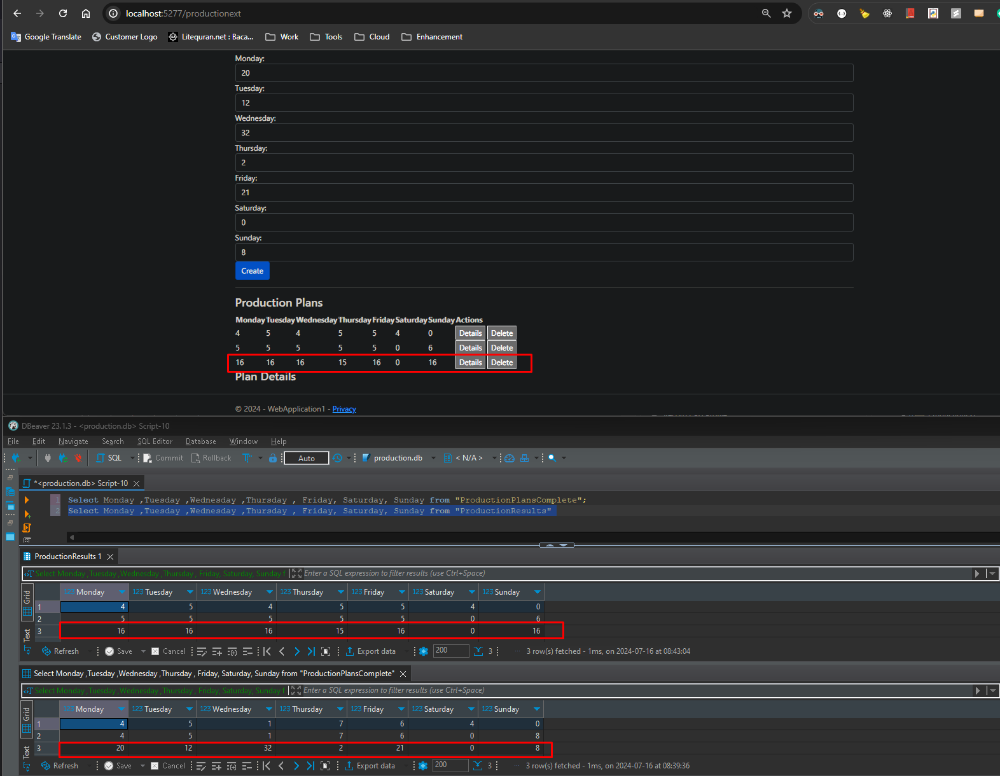 localhost:5277/productionext
Google Translate Customer Logo Litequran.net : Baca... Work Tools Cloud Enhancement
Monday:
20
Tuesday:
12
Wednesday:
32
Thursday:
2
Friday:
21
Saturday:
0
Sunday:
8
Create
Production Plans
Monday Tuesday Wednesday Thursday Friday Saturday Sunday Actions
4 5 4 5 5 4 0 Details Delete
5 5 5 5 5 0 6 Details Delete
16 16 16 15 16 0 16 Details Delete
Plan Details
© 2024 - WebApplication1 - Privacy
DBeaver 23.1.3 - <production.db> Script-10
File Edit Navigate Search SQL Editor Database Window Help
SQL Commit Rollback Auto production.db < N/A >
*<production.db> Script-10
1 Select Monday ,Tuesday ,Wednesday ,Thursday , Friday, Saturday, Sunday from "ProductionPlansComplete";
2 Select Monday ,Tuesday ,Wednesday ,Thursday , Friday, Saturday, Sunday from "ProductionResults"
ProductionResults 1
Select Monday ,Tuesday ,Wednesday ,Thursday , Friday, Saturday, Sunday f Enter a SQL expression to filter results (use Ctrl+Space)
Grid
Text
123 Monday 123 Tuesday 123 Wednesday 123 Thursday 123 Friday 123 Saturday 123 Sunday
1 4 5 4 5 5 4 0
2 5 5 5 5 5 0 6
3 16 16 16 15 16 0 16
Refresh Save Cancel Export data 200 3 3 row(s) fetched - 1ms, on 2024-07-16 at 08:43:04
Select Monday ,Tuesday ,Wednesday ,Thursday , Friday, Saturday, Sunday from "ProductionPlansComplete"
Select Monday ,Tuesday ,Wednesday ,Thursday , Friday, Saturday, Sunday f Enter a SQL expression to filter results (use Ctrl+Space)
Grid
Text
123 Monday 123 Tuesday 123 Wednesday 123 Thursday 123 Friday 123 Saturday 123 Sunday
1 4 5 1 7 6 4 0
2 4 5 1 7 6 0 8
3 20 12 32 2 21 0 8
Refresh Save Cancel Export data 200 3 3 row(s) fetched - 1ms, on 2024-07-16 at 08:39:36